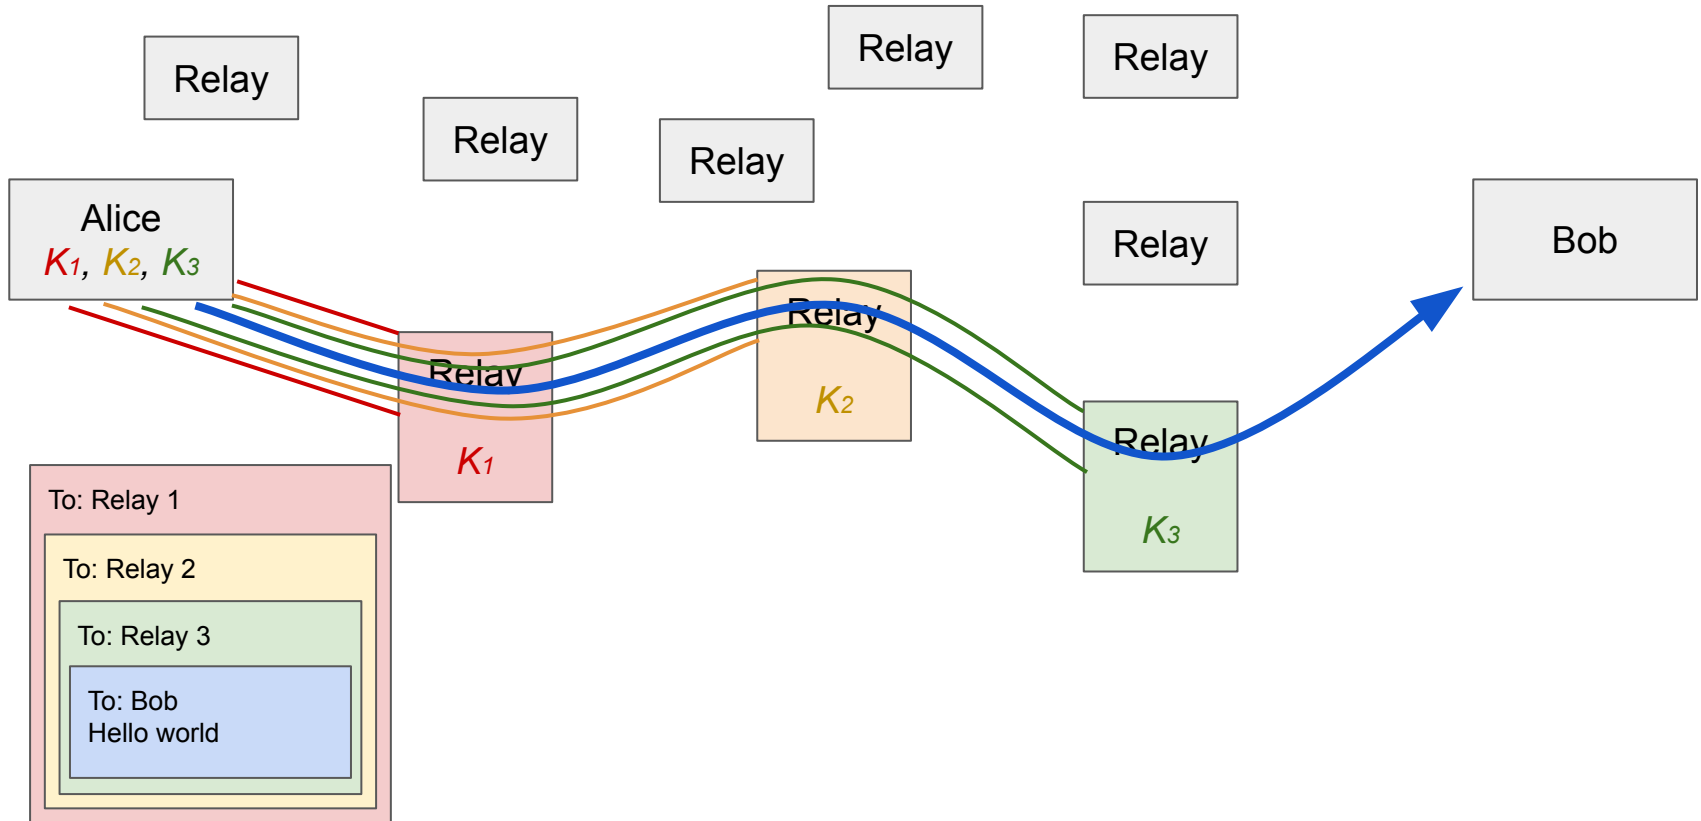 Relay
Relay
Relay
Relay
Relay
Alice
K1, K2, K3
Relay
Bob
Relay
K1
Relay
K2
Relay
K3
To: Relay 1
To: Relay 2
To: Relay 3
To: Bob
Hello world